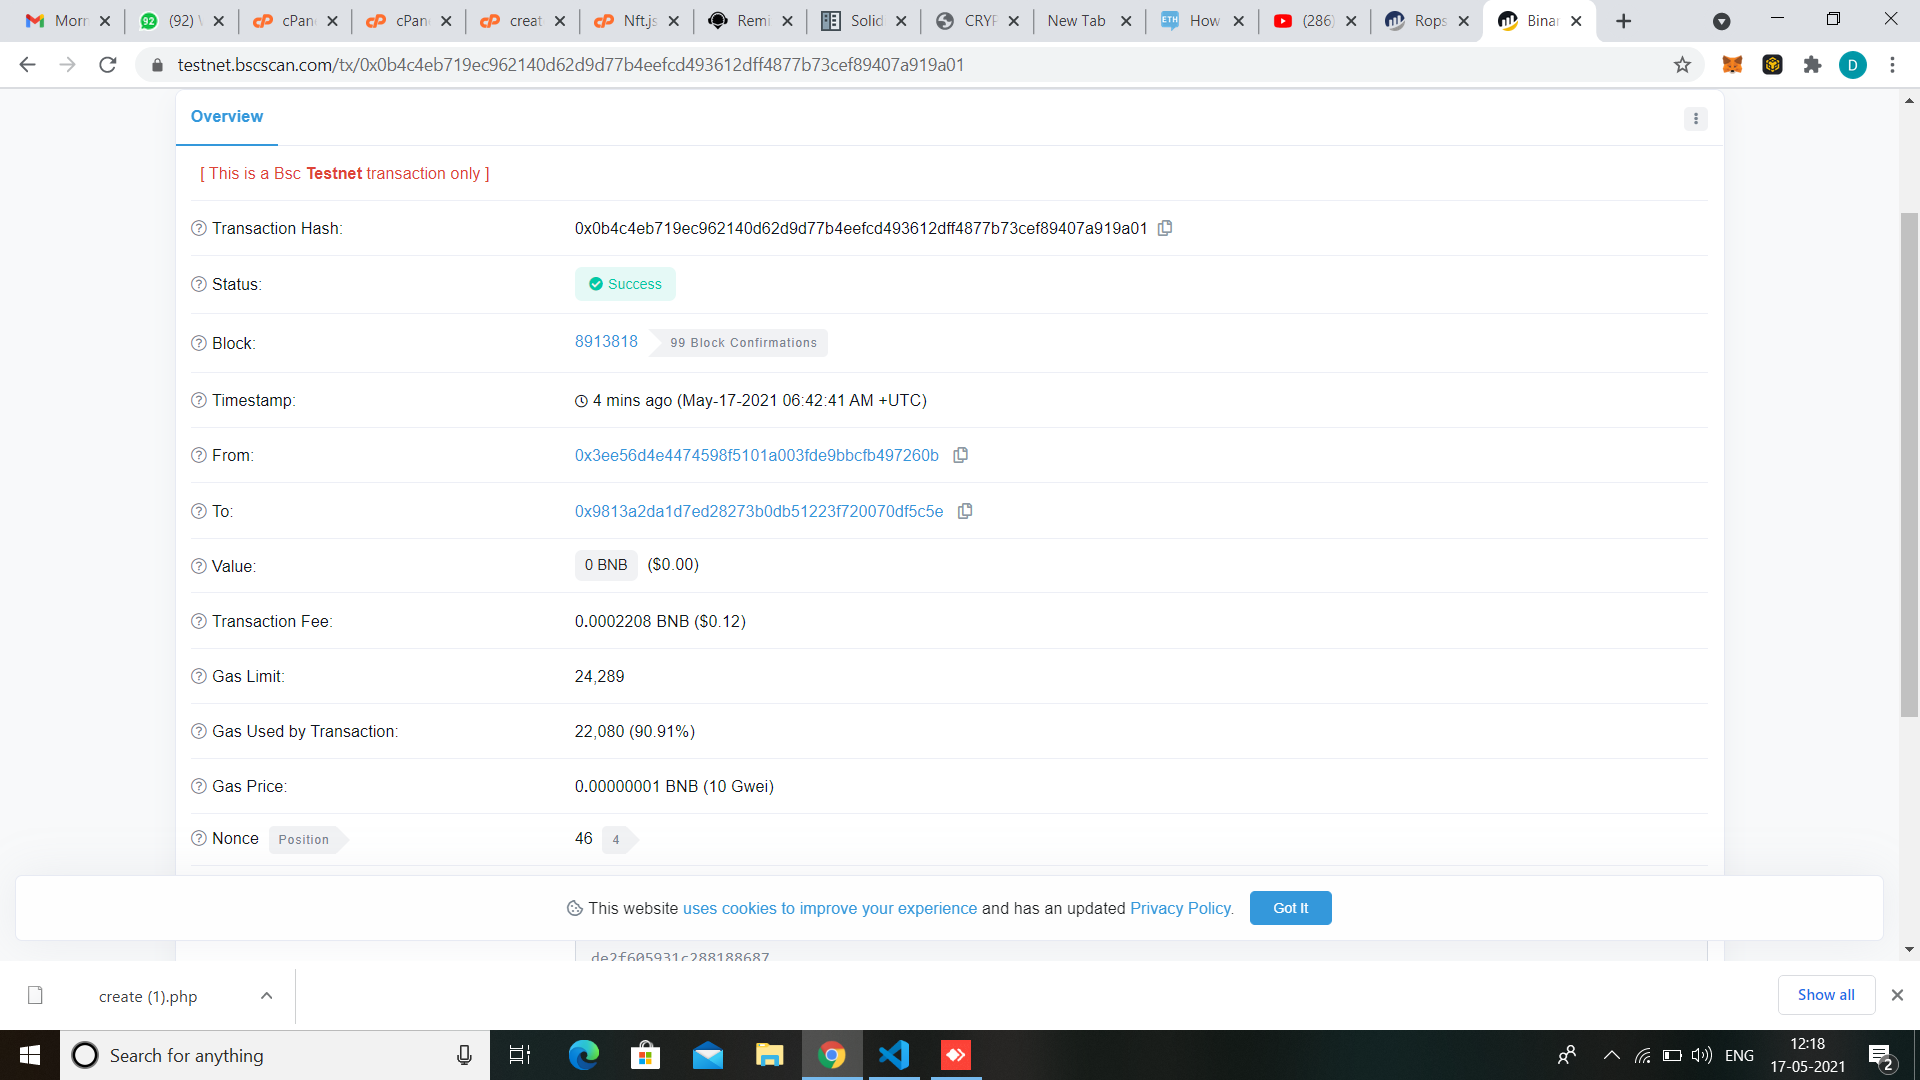 Morn
92
(92) W
cPan
cPan
creat
Nft.js
Remi
Solid
CRYP
New Tab
ETH
How
(286)
Rops
Binan
testnet.bscscan.com/tx/0x0b4c4eb719ec962140d62d9d77b4eefcd493612dff4877b73cef89407a919a01
D
Overview
[ This is a Bsc Testnet transaction only ]
Transaction Hash: 0x0b4c4eb719ec962140d62d9d77b4eefcd493612dff4877b73cef89407a919a01
Status: Success
Block: 8913818 99 Block Confirmations
Timestamp: 4 mins ago (May-17-2021 06:42:41 AM +UTC)
From: 0x3ee56d4e4474598f5101a003fde9bbcfb497260b
To: 0x9813a2da1d7ed28273b0db51223f720070df5c5e
Value: 0 BNB ($0.00)
Transaction Fee: 0.0002208 BNB ($0.12)
Gas Limit: 24,289
Gas Used by Transaction: 22,080 (90.91%)
Gas Price: 0.00000001 BNB (10 Gwei)
Nonce Position 46 4
This website uses cookies to improve your experience and has an updated Privacy Policy. Got It
de2f605931c288188687
create (1).php
Show all
Search for anything
ENG
12:18
17-05-2021
2